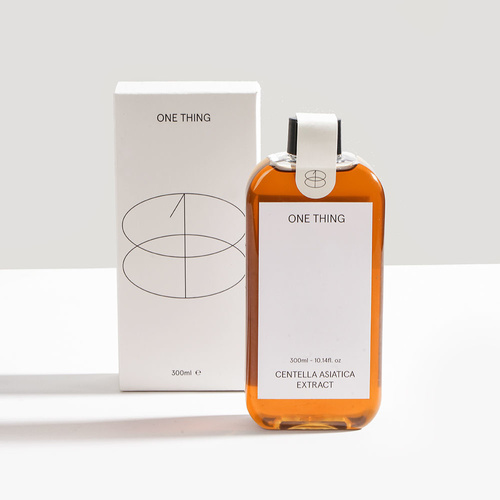 ONE THING
300ml ℮
ONE THING
300ml - 10.14fl. oz
CENTELLA ASIATICA
EXTRACT